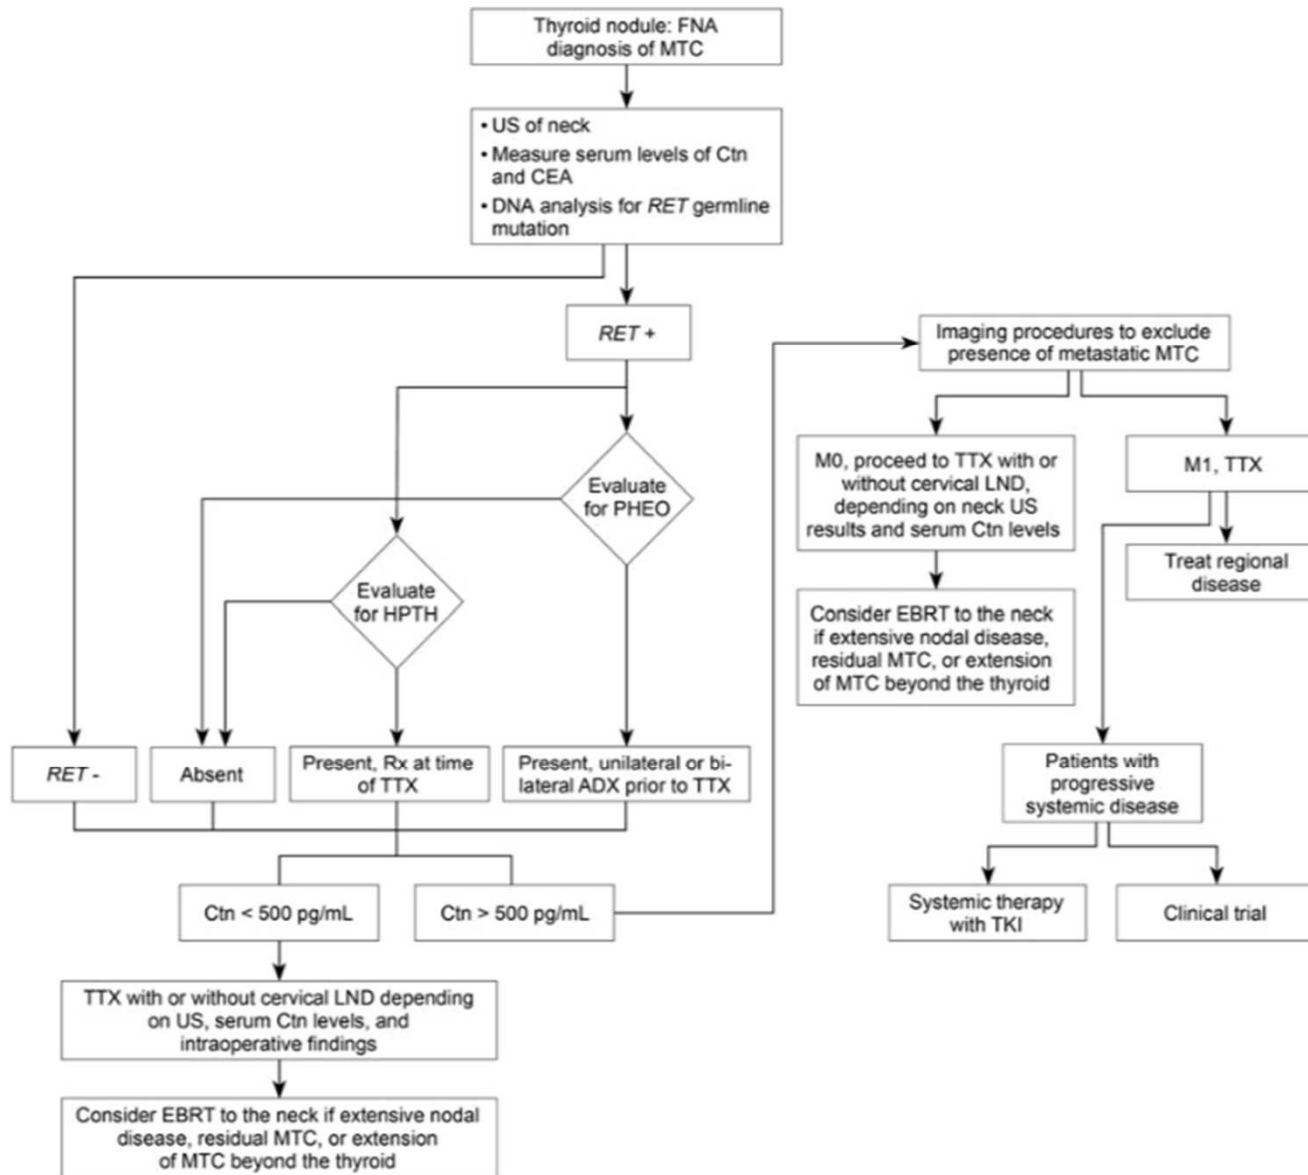 Thyroid nodule: FNA
diagnosis of MTC
• US of neck
• Measure serum levels of Ctn
and CEA
• DNA analysis for RET germline
mutation
RET +
Imaging procedures to exclude
presence of metastatic MTC
Evaluate
for PHEO
M0, proceed to TTX with or
without cervical LND,
depending on neck US
results and serum Ctn levels
M1, TTX
Treat regional
disease
Evaluate
for HPTH
Consider EBRT to the neck
if extensive nodal disease,
residual MTC, or extension
of MTC beyond the thyroid
RET -
Absent
Present, Rx at time
of TTX
Present, unilateral or bi-
lateral ADX prior to TTX
Patients with
progressive
systemic disease
Ctn < 500 pg/mL
Ctn > 500 pg/mL
Systemic therapy
with TKI
Clinical trial
TTX with or without cervical LND depending
on US, serum Ctn levels, and
intraoperative findings
Consider EBRT to the neck if extensive nodal
disease, residual MTC, or extension
of MTC beyond the thyroid